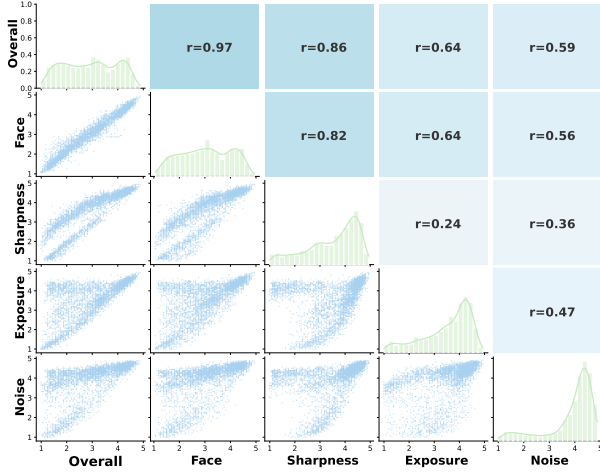 Overall
1.0
0.8
0.6
0.4
0.2
0.0
r=0.97
r=0.86
r=0.64
r=0.59
Face
5
4
3
2
1
r=0.82
r=0.64
r=0.56
Sharpness
5
4
3
2
1
r=0.24
r=0.36
Exposure
5
4
3
2
1
r=0.47
Noise
5
4
3
2
1
1 2 3 4 5
1 2 3 4 5
1 2 3 4 5
1 2 3 4 5
1 2 3 4 5
Overall Face Sharpness Exposure Noise